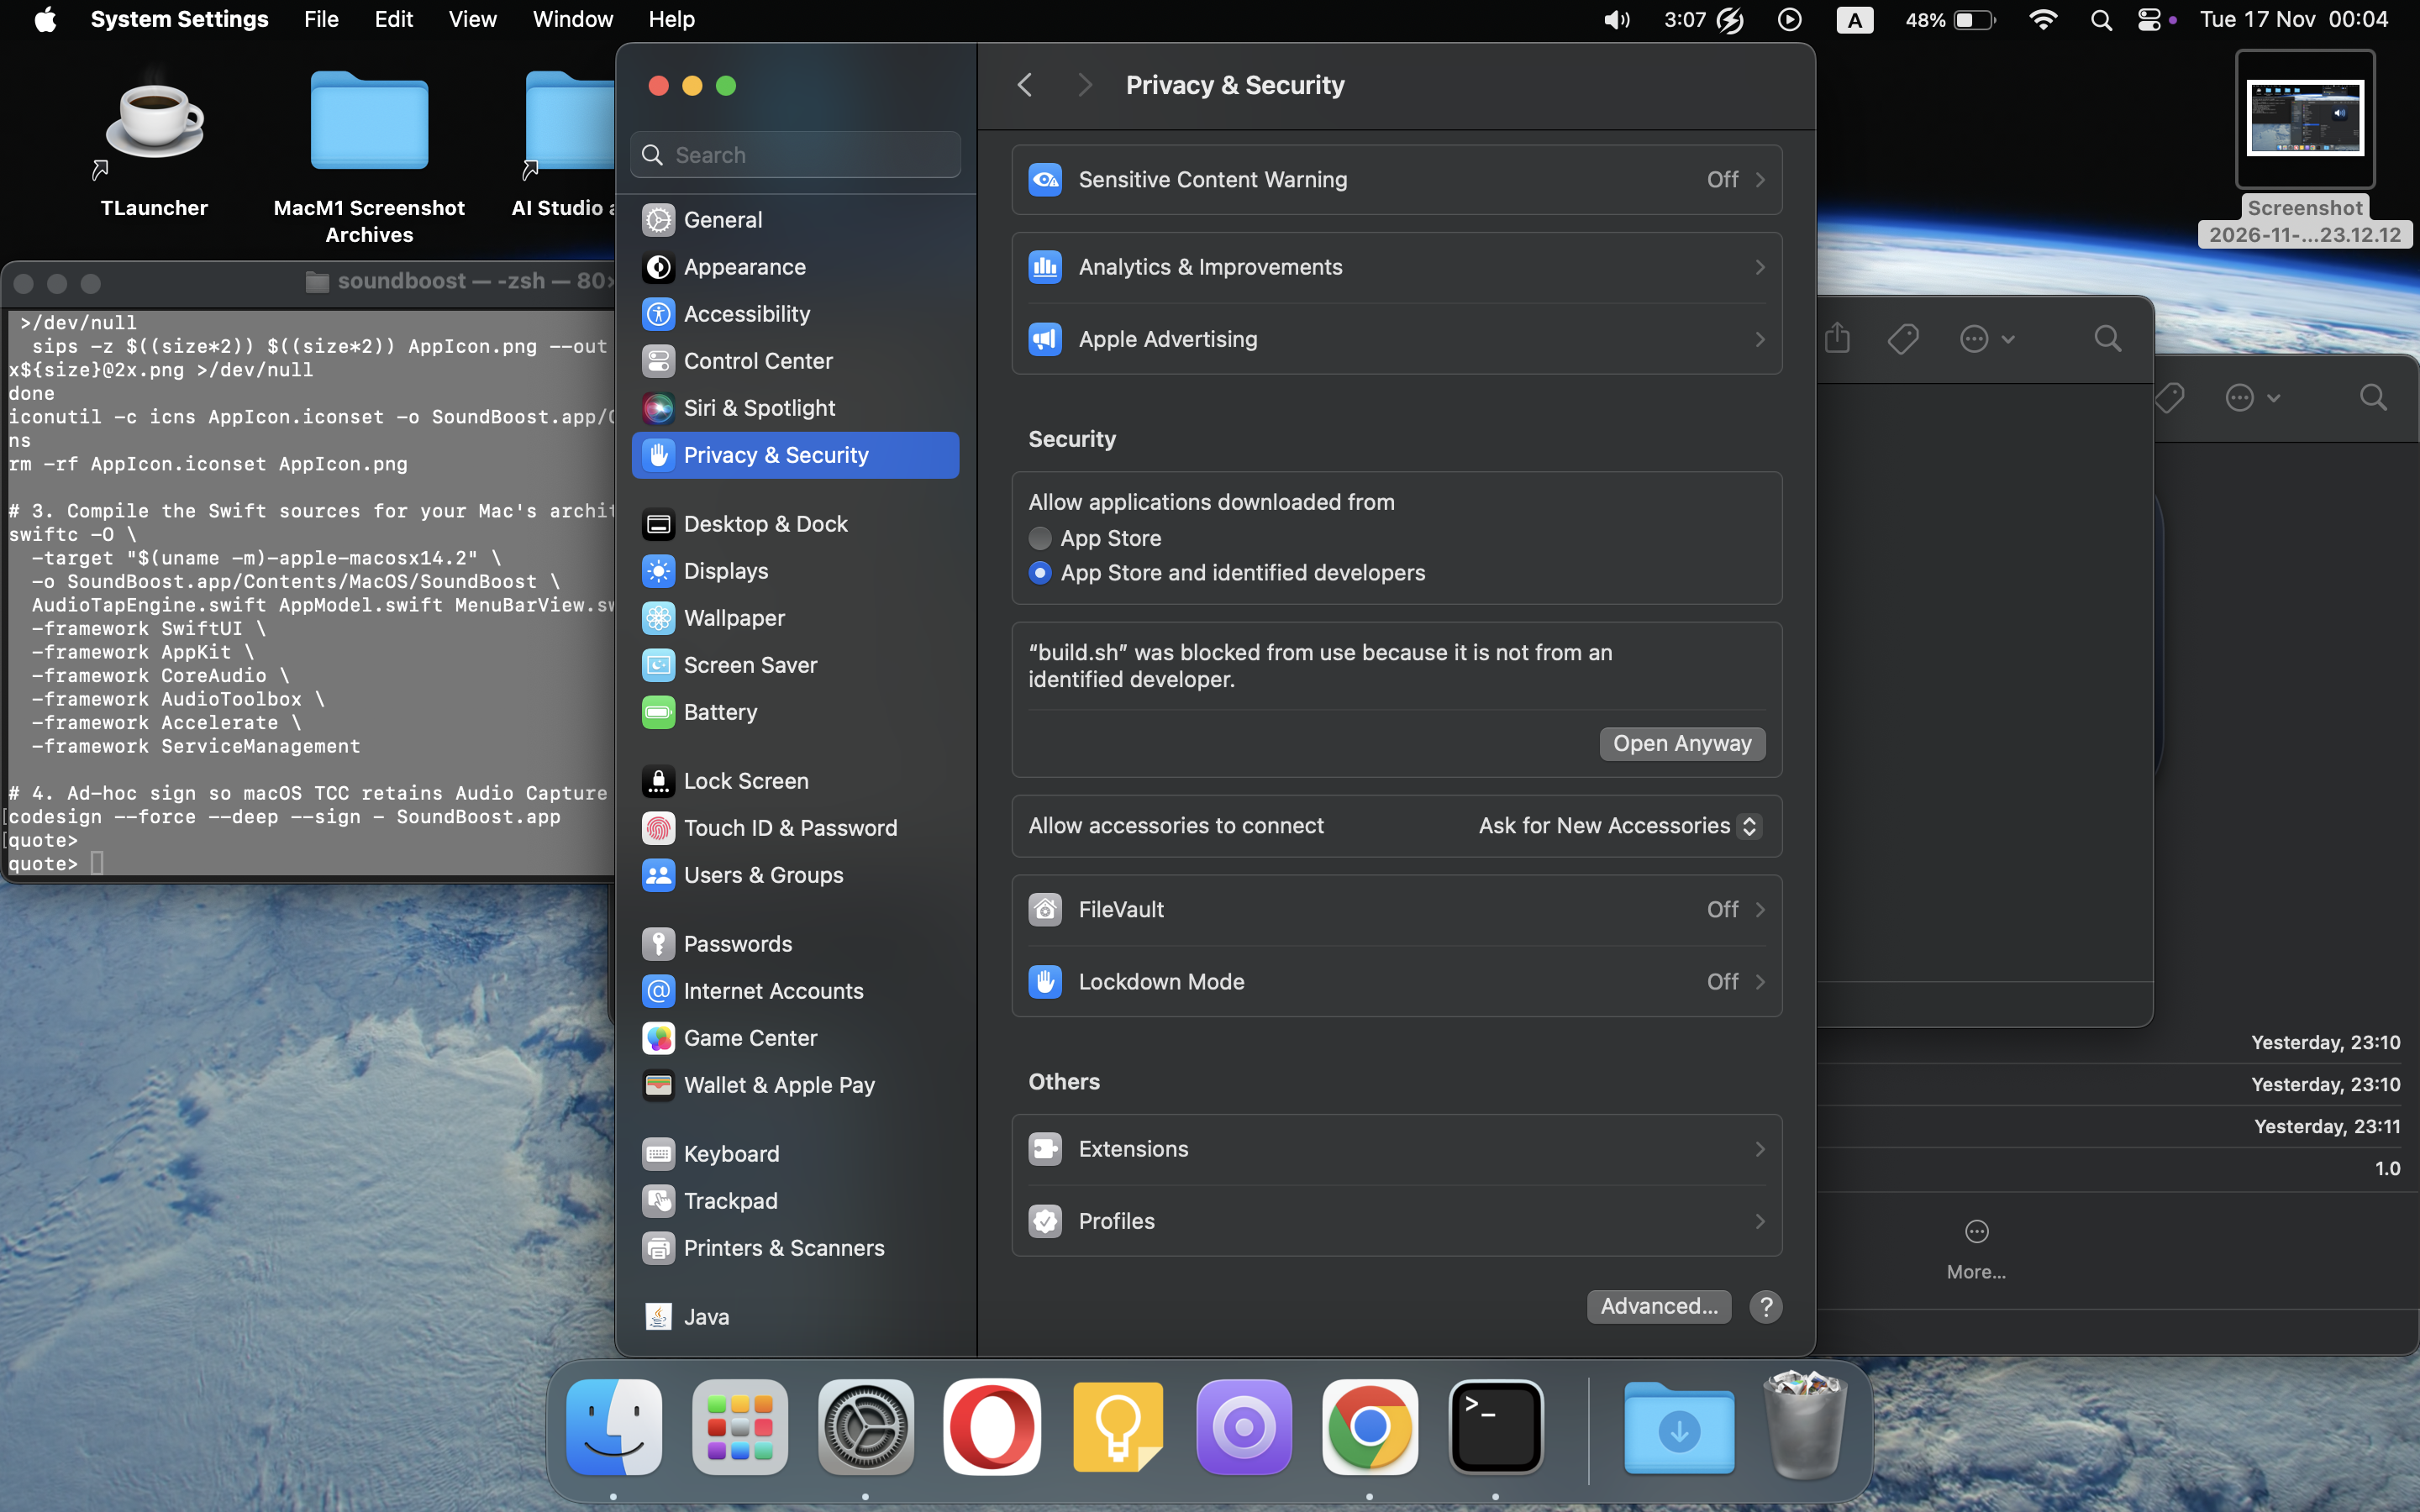 System Settings File Edit View Window Help
3:07 A 48% Tue 17 Nov 00:04
TLauncher
MacM1 Screenshot
Archives
AI Studio
Screenshot
2026-11-...23.12.12
soundboost — -zsh — 80
>/dev/null
sips -z $((size*2)) $((size*2)) AppIcon.png --out
x${size}@2x.png >/dev/null
done
iconutil -c icns AppIcon.iconset -o SoundBoost.app/
ns
rm -rf AppIcon.iconset AppIcon.png
# 3. Compile the Swift sources for your Mac's
swiftc -O \
-target "$(uname -m)-apple-macosx14.2" \
-o SoundBoost.app/Contents/MacOS/SoundBoost \
AudioTapEngine.swift AppModel.swift
-framework SwiftUI \
-framework AppKit \
-framework CoreAudio \
-framework AudioToolbox \
-framework Accelerate \
-framework ServiceManagement
# 4. Ad-hoc sign so macOS TCC retains Audio Capture
codesign --force --deep --sign - SoundBoost.app
quote>
quote>
Search
General
Appearance
Accessibility
Control Center
Siri & Spotlight
Privacy & Security
Desktop & Dock
Displays
Wallpaper
Screen Saver
Battery
Lock Screen
Touch ID & Password
Users & Groups
Passwords
Internet Accounts
Game Center
Wallet & Apple Pay
Keyboard
Trackpad
Printers & Scanners
Java
Privacy & Security
Sensitive Content Warning Off
Analytics & Improvements
Apple Advertising
Security
Allow applications downloaded from
App Store
App Store and identified developers
“build.sh” was blocked from use because it is not from an
identified developer.
Open Anyway
Allow accessories to connect Ask for New Accessories
FileVault Off
Lockdown Mode Off
Others
Extensions
Profiles
Advanced... ?
Yesterday, 23:10
Yesterday, 23:10
Yesterday, 23:11
1.0
More...